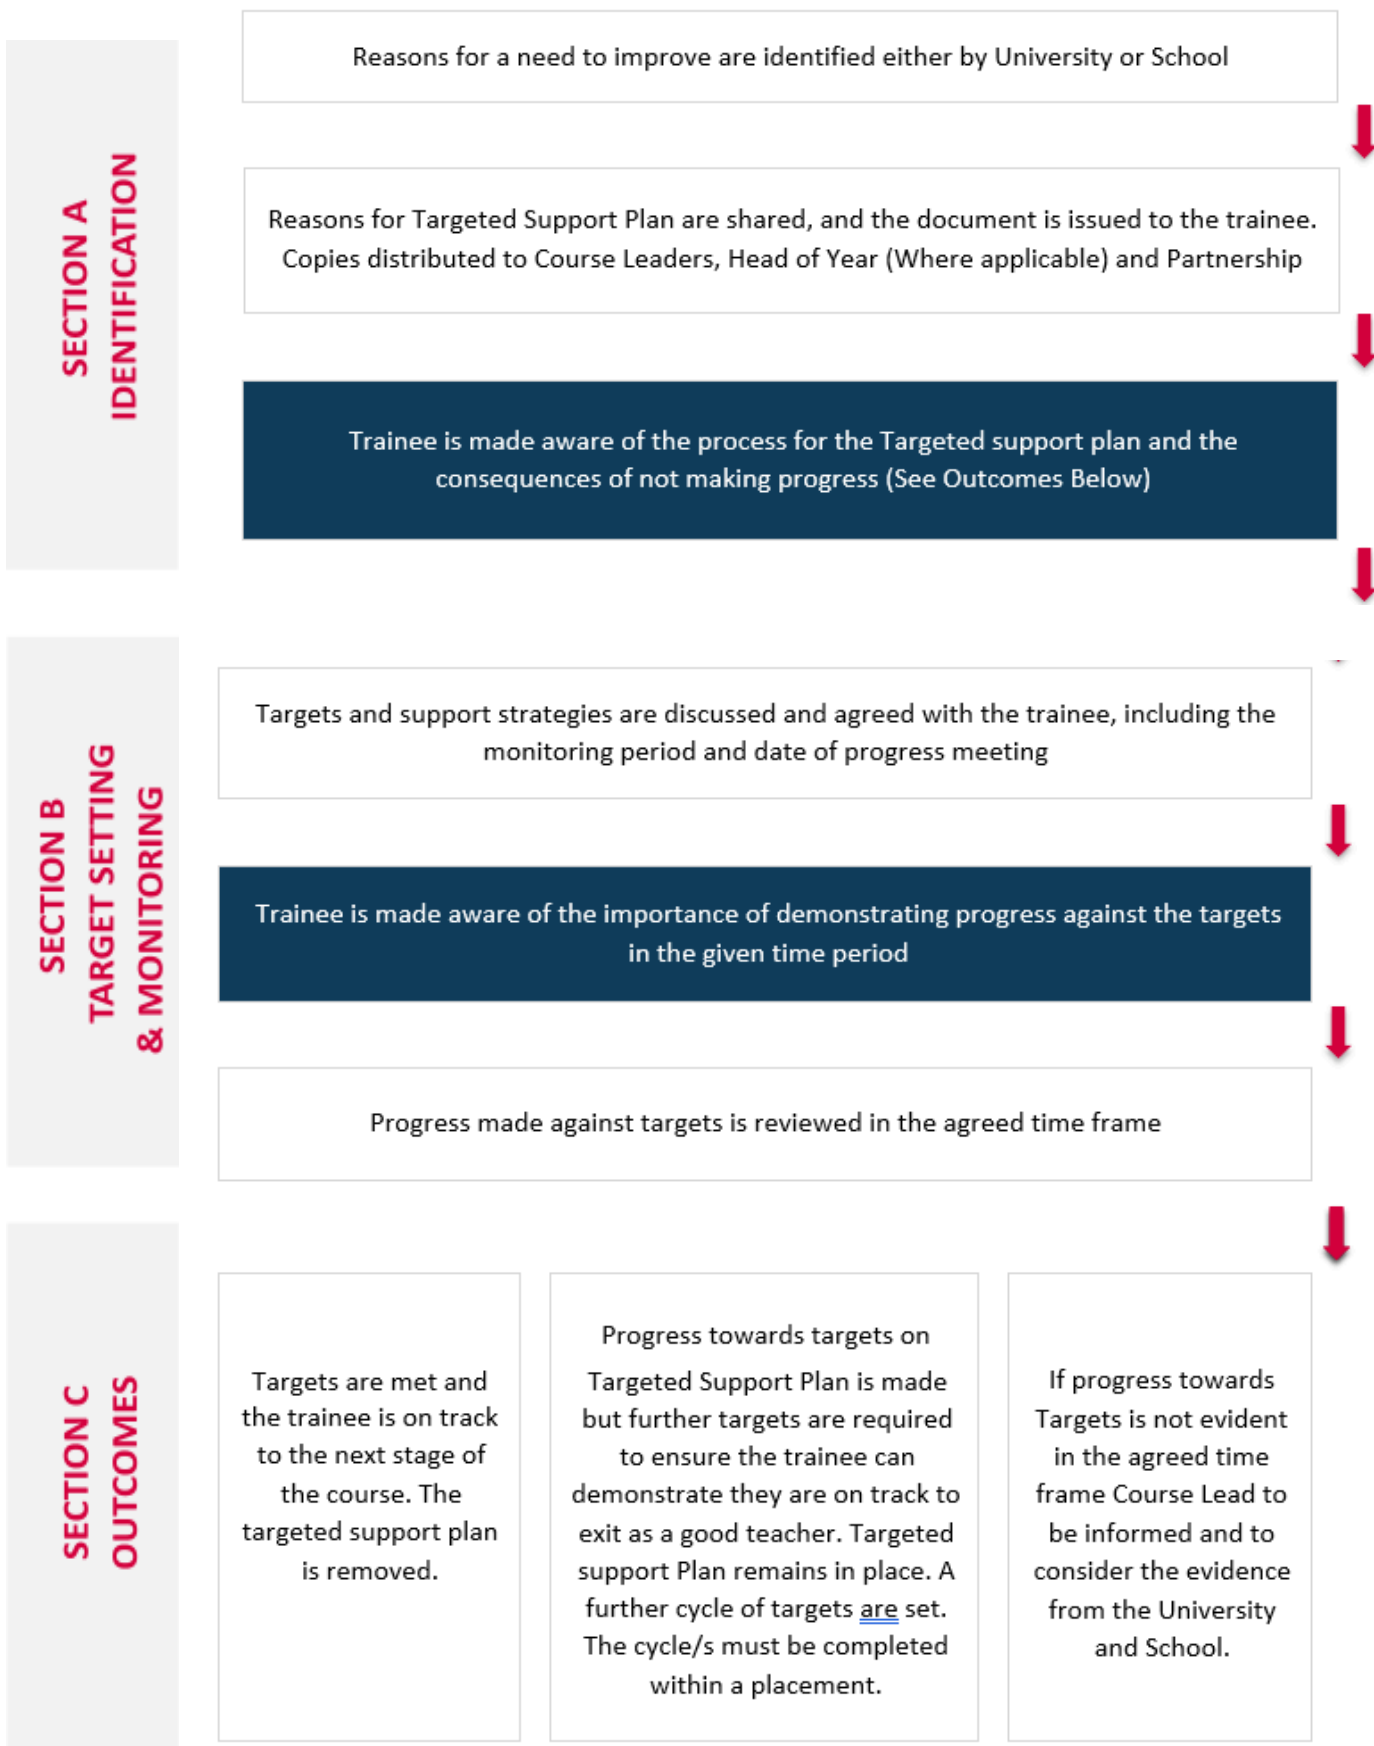 SECTION A
IDENTIFICATION
Reasons for a need to improve are identified either by University or School
Reasons for Targeted Support Plan are shared, and the document is issued to the trainee.
Copies distributed to Course Leaders, Head of Year (Where applicable) and Partnership
Trainee is made aware of the process for the Targeted support plan and the
consequences of not making progress (See Outcomes Below)
SECTION B
TARGET SETTING
& MONITORING
Targets and support strategies are discussed and agreed with the trainee, including the
monitoring period and date of progress meeting
Trainee is made aware of the importance of demonstrating progress against the targets
in the given time period
Progress made against targets is reviewed in the agreed time frame
SECTION C
OUTCOMES
Targets are met and
the trainee is on track
to the next stage of
the course. The
targeted support plan
is removed.
Progress towards targets on
Targeted Support Plan is made
but further targets are required
to ensure the trainee can
demonstrate they are on track to
exit as a good teacher. Targeted
support Plan remains in place. A
further cycle of targets are set.
The cycle/s must be completed
within a placement.
If progress towards
Targets is not evident
in the agreed time
frame Course Lead to
be informed and to
consider the evidence
from the University
and School.